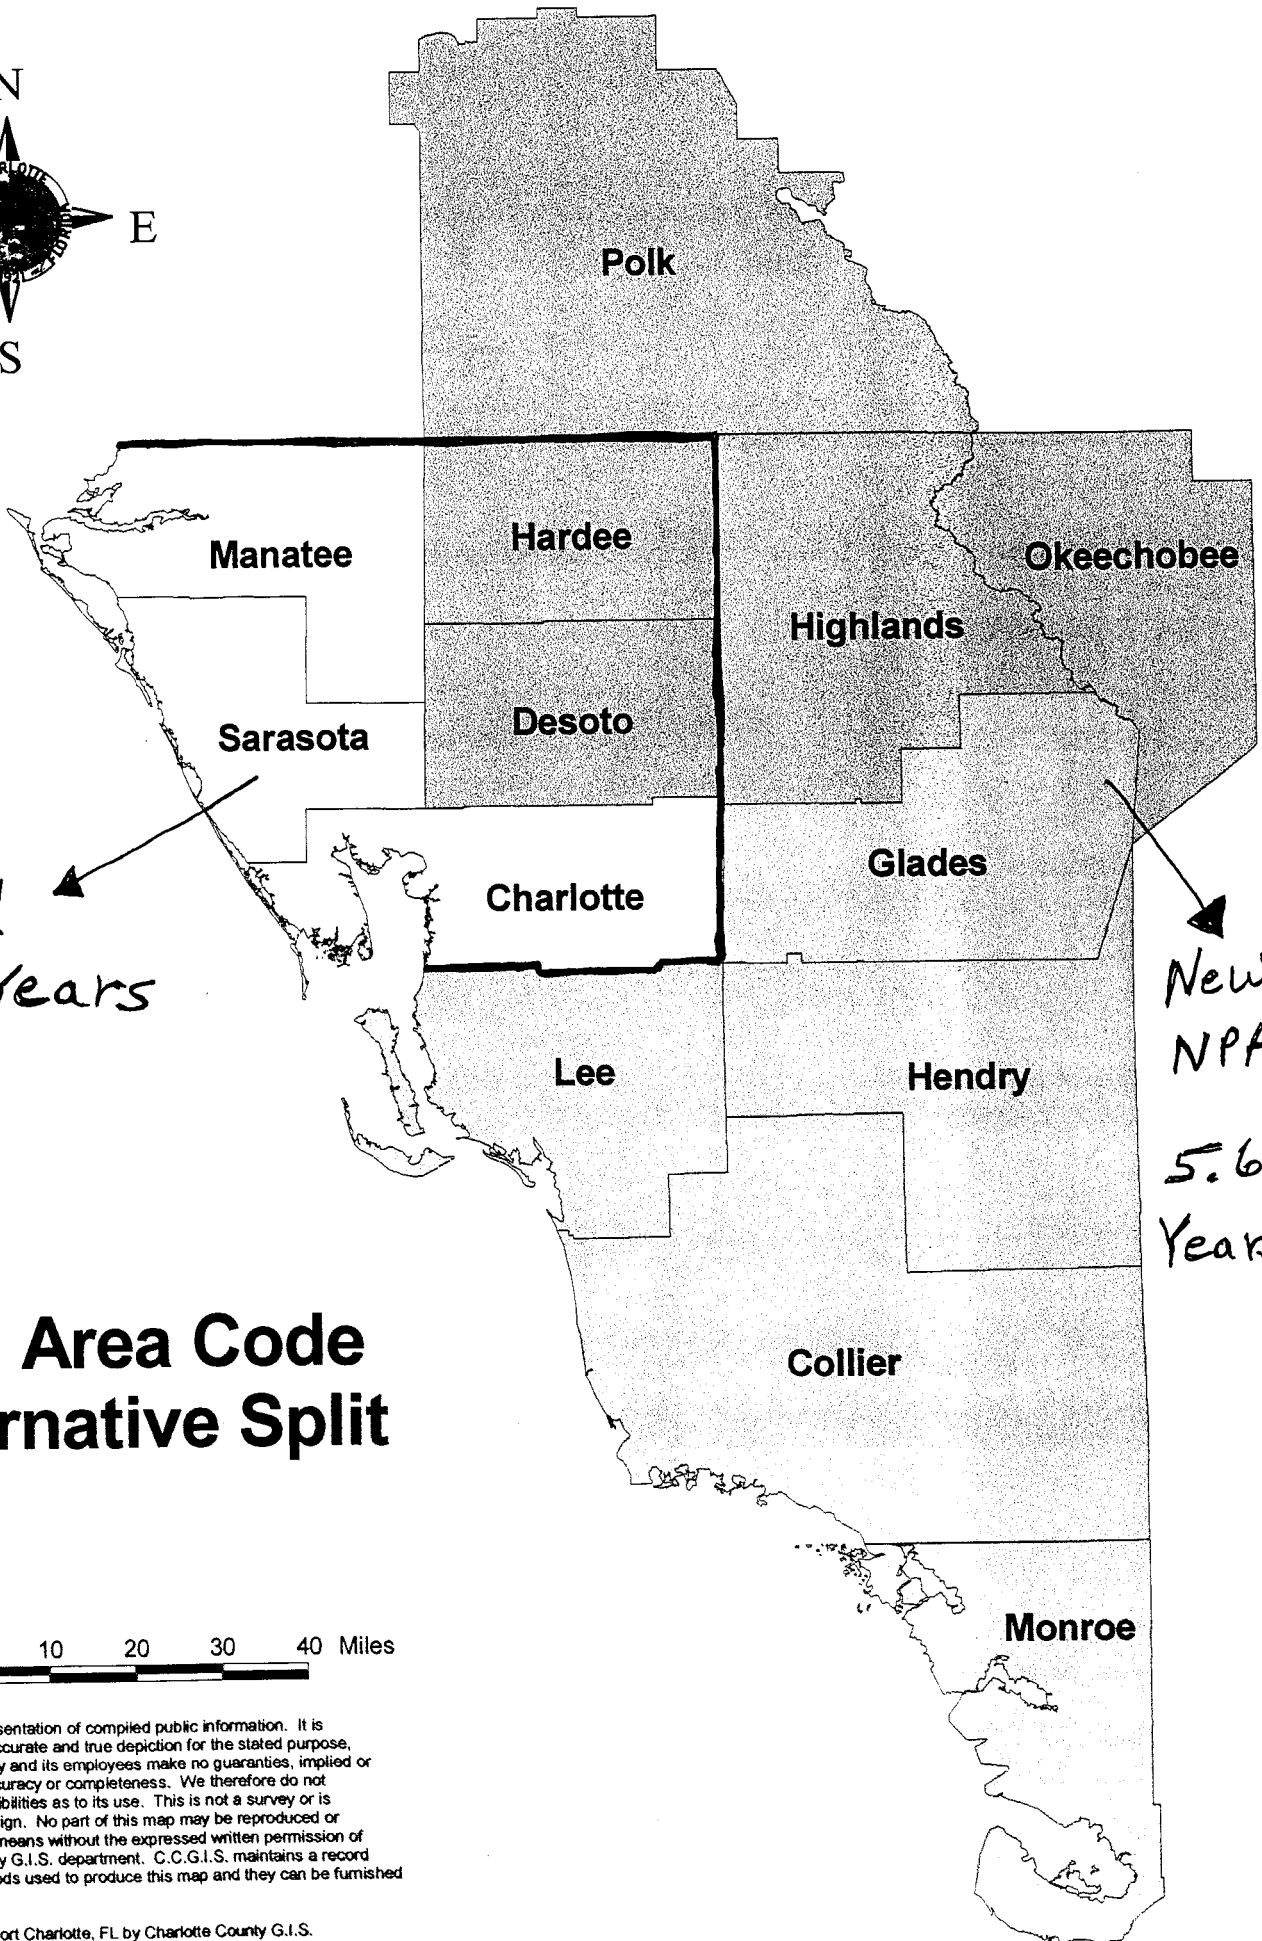 N
E
S
Polk
Manatee
Hardee
Okeechobee
Highlands
Sarasota
Desoto
Charlotte
Glades
Years
New
NPA
5.6
Years
Lee
Hendry
Collier
Monroe
Area Code
rnative Split
10 20 30 40 Miles
sentation of compiled public information. It is
ccurate and true depiction for the stated purpose,
y and its employees make no guaranties, implied or
curacy or completeness. We therefore do not
ibilities as to its use. This is not a survey or is
ign. No part of this map may be reproduced or
means without the expressed written permission of
y G.I.S. department. C.C.G.I.S. maintains a record
ds used to produce this map and they can be furnished
ort Charlotte, FL by Charlotte County G.I.S.